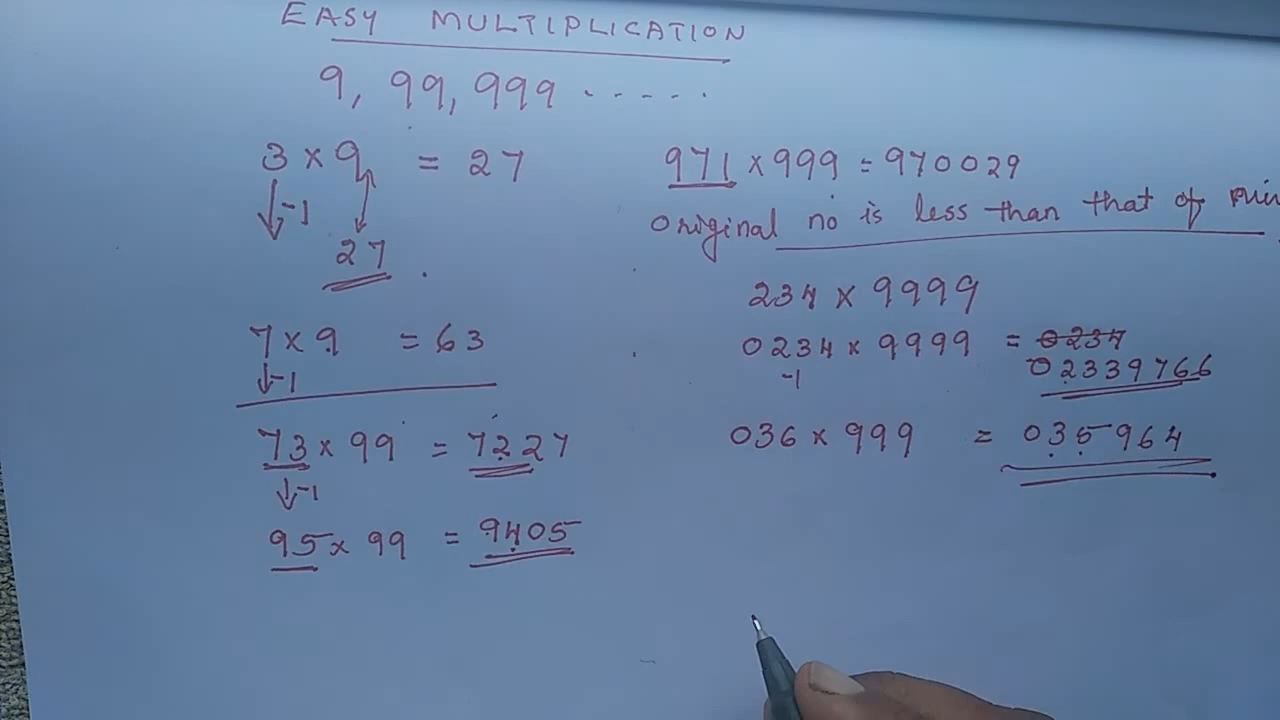 EASY MULTIPLICATION
9, 99, 999 ......
3 × 9 = 27
-1
27
7 × 9 = 63
-1
73 × 99 = 7227
-1
95 × 99 = 9405
971 × 999 = 970029
Original no is less than that of
234 × 9999
0234 × 9999 = 0234
-1
02339766
036 × 999 = 035964